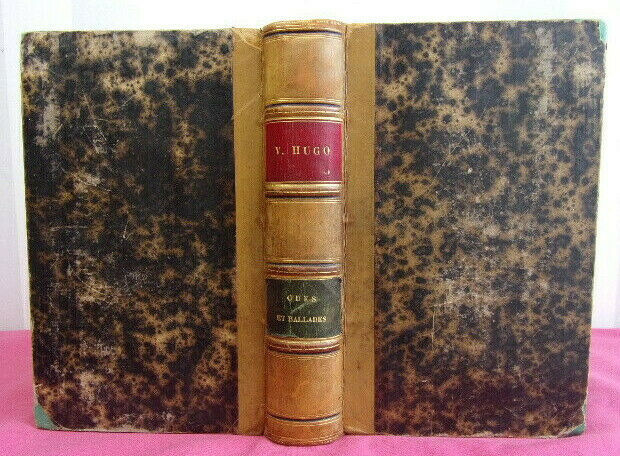 V. HUGO
ODES
ET BALLADES